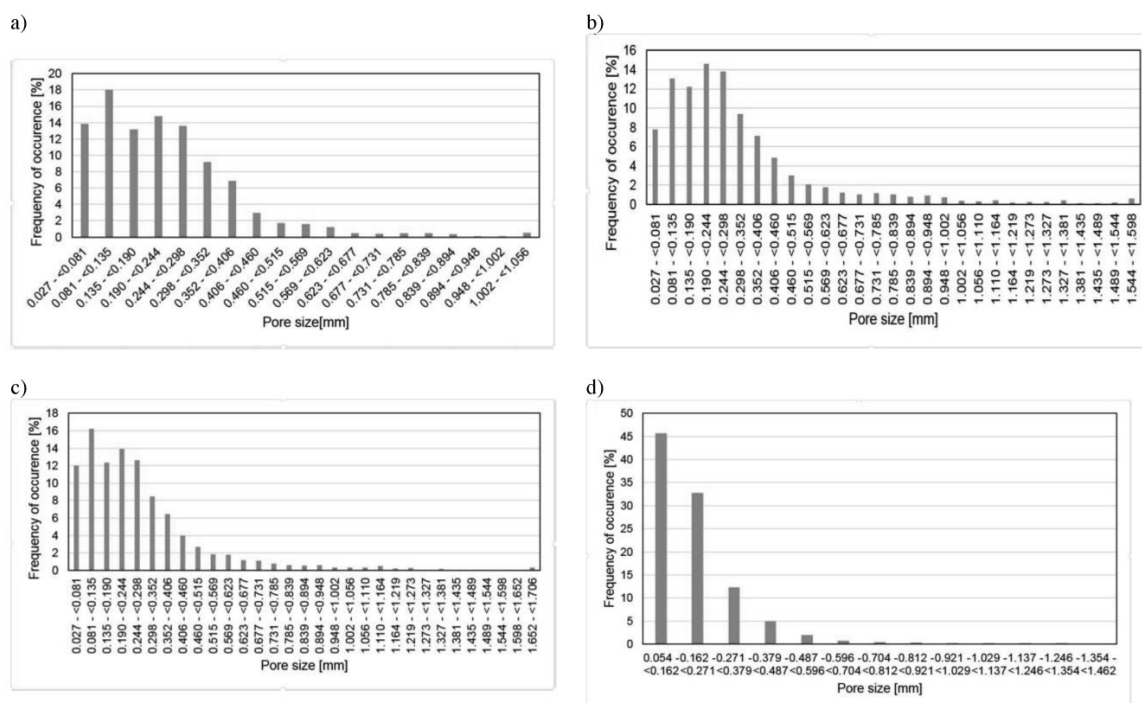 a)
20
18
16
14
12
10
8
6
4
2
0
Frequency of occurence [%]
0.027 - <0.081
0.081 - <0.135
0.135 - <0.190
0.190 - <0.244
0.244 - <0.298
0.298 - <0.352
0.352 - <0.406
0.406 - <0.460
0.460 - <0.515
0.515 - <0.569
0.569 - <0.623
0.623 - <0.677
0.677 - <0.731
0.731 - <0.785
0.785 - <0.839
0.839 - <0.894
0.894 - <0.948
0.948 - <1.002
1.002 - <1.056
Pore size[mm]
b)
16
14
12
10
8
6
4
2
0
Frequency of occurence [%]
0.027 - <0.081
0.081 - <0.135
0.135 - <0.190
0.190 - <0.244
0.244 - <0.298
0.298 - <0.352
0.352 - <0.406
0.406 - <0.460
0.460 - <0.515
0.515 - <0.569
0.569 - <0.623
0.623 - <0.677
0.677 - <0.731
0.731 - <0.785
0.785 - <0.839
0.839 - <0.894
0.894 - <0.948
0.948 - <1.002
1.002 - <1.056
1.056 - <1.110
1.110 - <1.164
1.164 - <1.219
1.219 - <1.273
1.273 - <1.327
1.327 - <1.381
1.381 - <1.435
1.435 - <1.489
1.489 - <1.544
1.544 - <1.598
Pore size [mm]
c)
18
16
14
12
10
8
6
4
2
0
Frequency of occurence [%]
0.027 - <0.081
0.081 - <0.135
0.135 - <0.190
0.190 - <0.244
0.244 - <0.298
0.298 - <0.352
0.352 - <0.406
0.406 - <0.460
0.460 - <0.515
0.515 - <0.569
0.569 - <0.623
0.623 - <0.677
0.677 - <0.731
0.731 - <0.785
0.785 - <0.839
0.839 - <0.894
0.894 - <0.948
0.948 - <1.002
1.002 - <1.056
1.056 - <1.110
1.110 - <1.164
1.164 - <1.219
1.219 - <1.273
1.273 - <1.327
1.327 - <1.381
1.381 - <1.435
1.435 - <1.489
1.489 - <1.544
1.544 - <1.598
1.598 - <1.652
1.652 - <1.706
Pore size [mm]
d)
50
45
40
35
30
25
20
15
10
5
0
Frequency of occurence [%]
0.054 -0.162 -0.271 -0.379 -0.487 -0.596 -0.704 -0.812 -0.921 -1.029 -1.137 -1.246 -1.354 -
<0.162 <0.271 <0.379 <0.487 <0.596 <0.704 <0.812 <0.921 <1.029 <1.137 <1.246 <1.354 <1.462
Pore size [mm]